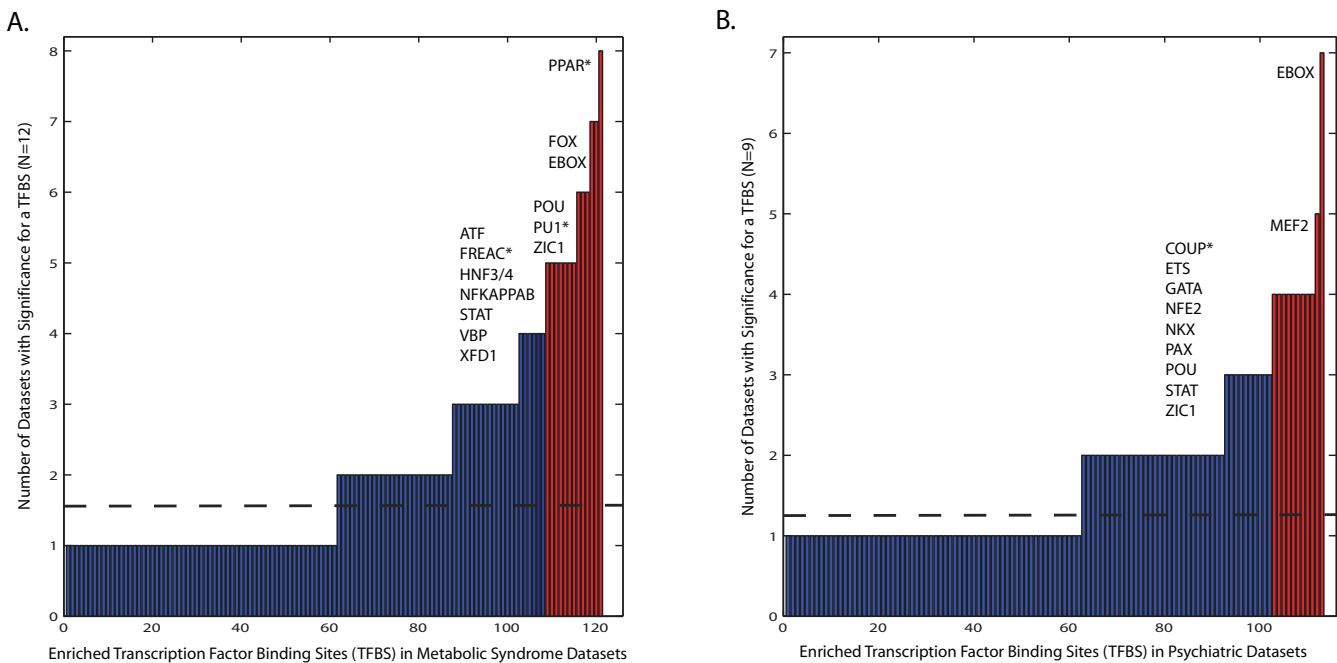 A.
Number of Datasets with Significance for a TFBS (N=12)
8
7
6
5
4
3
2
1
0
PPAR*
FOX
EBOX
POU
PU1*
ZIC1
ATF
FREAC*
HNF3/4
NFKAPPAB
STAT
VBP
XFD1
0 20 40 60 80 100 120
Enriched Transcription Factor Binding Sites (TFBS) in Metabolic Syndrome Datasets
B.
Number of Datasets with Significance for a TFBS (N=9)
7
6
5
4
3
2
1
0
EBOX
MEF2
COUP*
ETS
GATA
NFE2
NKX
PAX
POU
STAT
ZIC1
0 20 40 60 80 100
Enriched Transcription Factor Binding Sites (TFBS) in Psychiatric Datasets